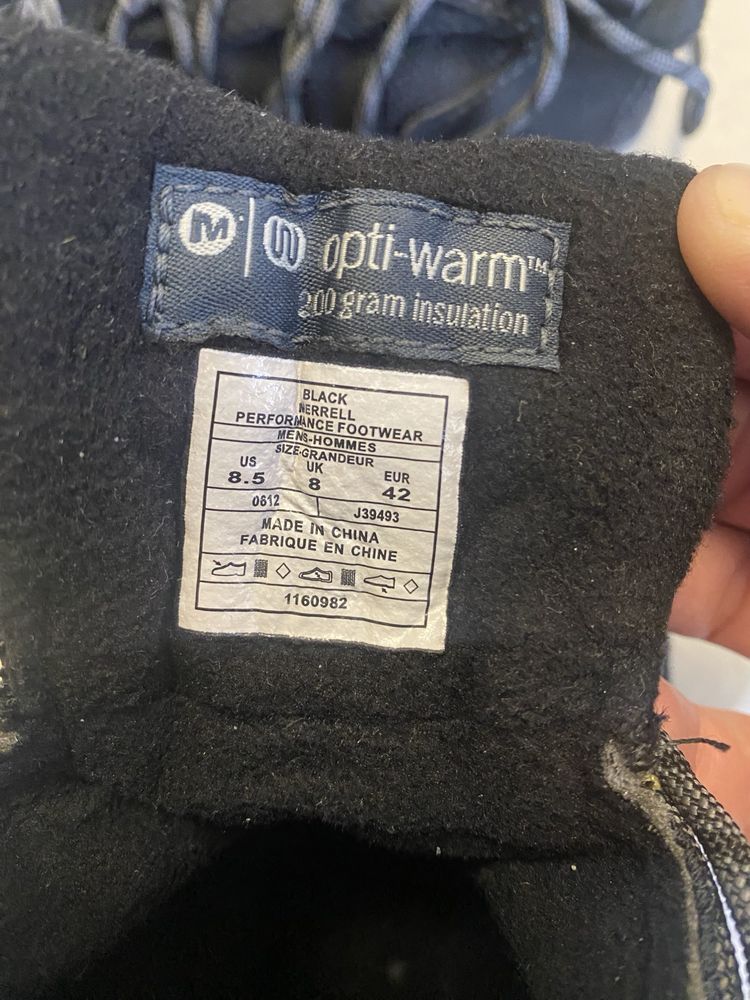 M
opti-warm™
200 gram insulation
BLACK
MERRELL
PERFORMANCE FOOTWEAR
MENS-HOMMES
SIZE-GRANDEUR
US UK EUR
8.5 8 42
0612 J39493
MADE IN CHINA
FABRIQUE EN CHINE
1160982